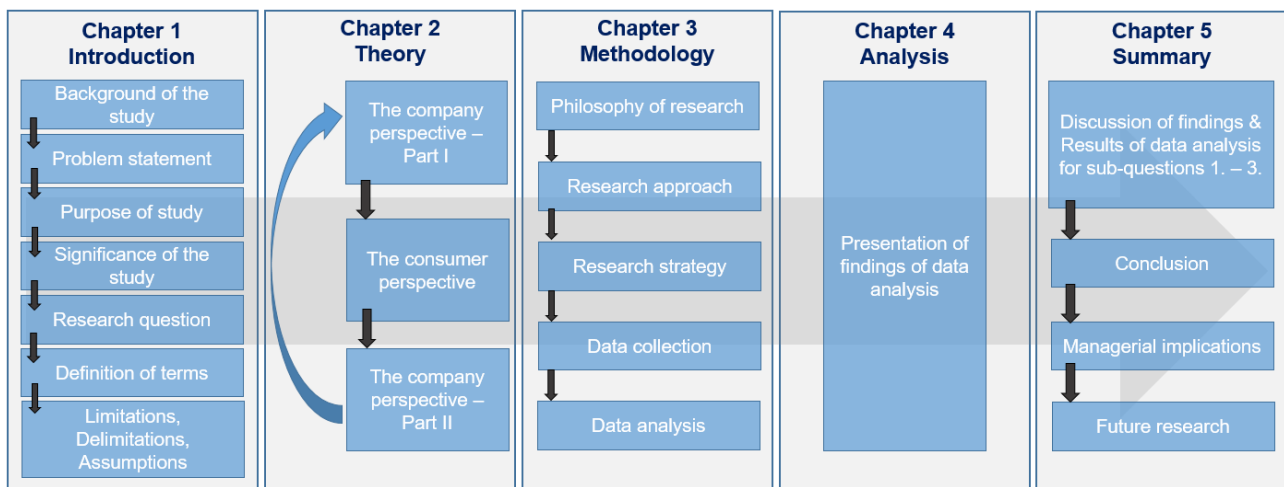 Chapter 1
Introduction
Background of the
study
Problem statement
Purpose of study
Significance of the
study
Research question
Definition of terms
Limitations,
Delimitations,
Assumptions
Chapter 2
Theory
The company
perspective –
Part I
The consumer
perspective
The company
perspective –
Part II
Chapter 3
Methodology
Philosophy of research
Research approach
Research strategy
Data collection
Data analysis
Chapter 4
Analysis
Presentation of
findings of data
analysis
Chapter 5
Summary
Discussion of findings &
Results of data analysis
for sub-questions 1. – 3.
Conclusion
Managerial implications
Future research